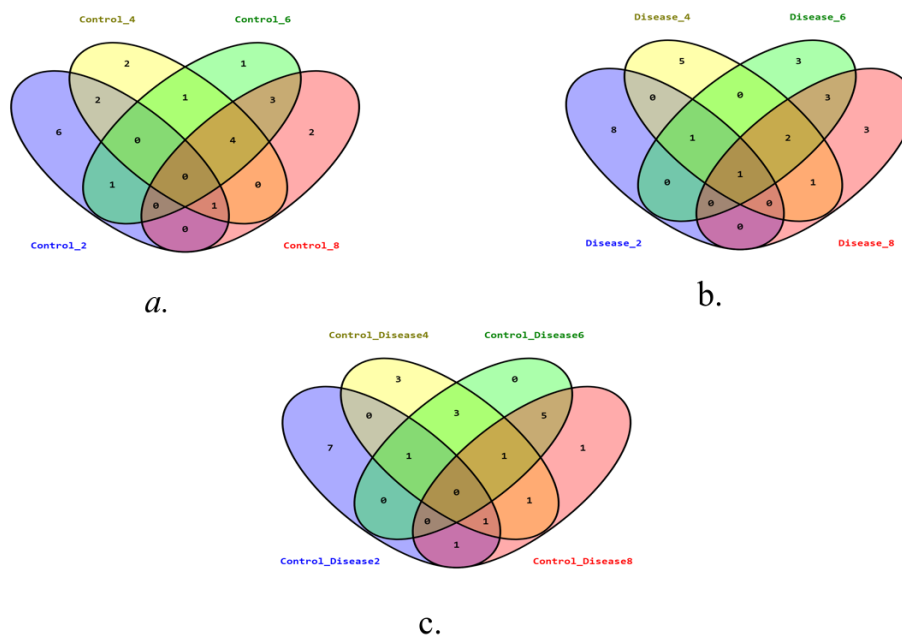 Control_4 Control_6
2 1
2 1 3
6 0 4 2
1 0 0
0 1
0
Control_2 Control_8
a.
Disease_4 Disease_6
5 3
0 0 3
8 1 2 3
0 1 1
0 0
0
Disease_2 Disease_8
b.
Control_Disease4 Control_Disease6
3 0
0 3 5
7 1 1 1
0 0 1
0 1
1
Control_Disease2 Control_Disease8
c.